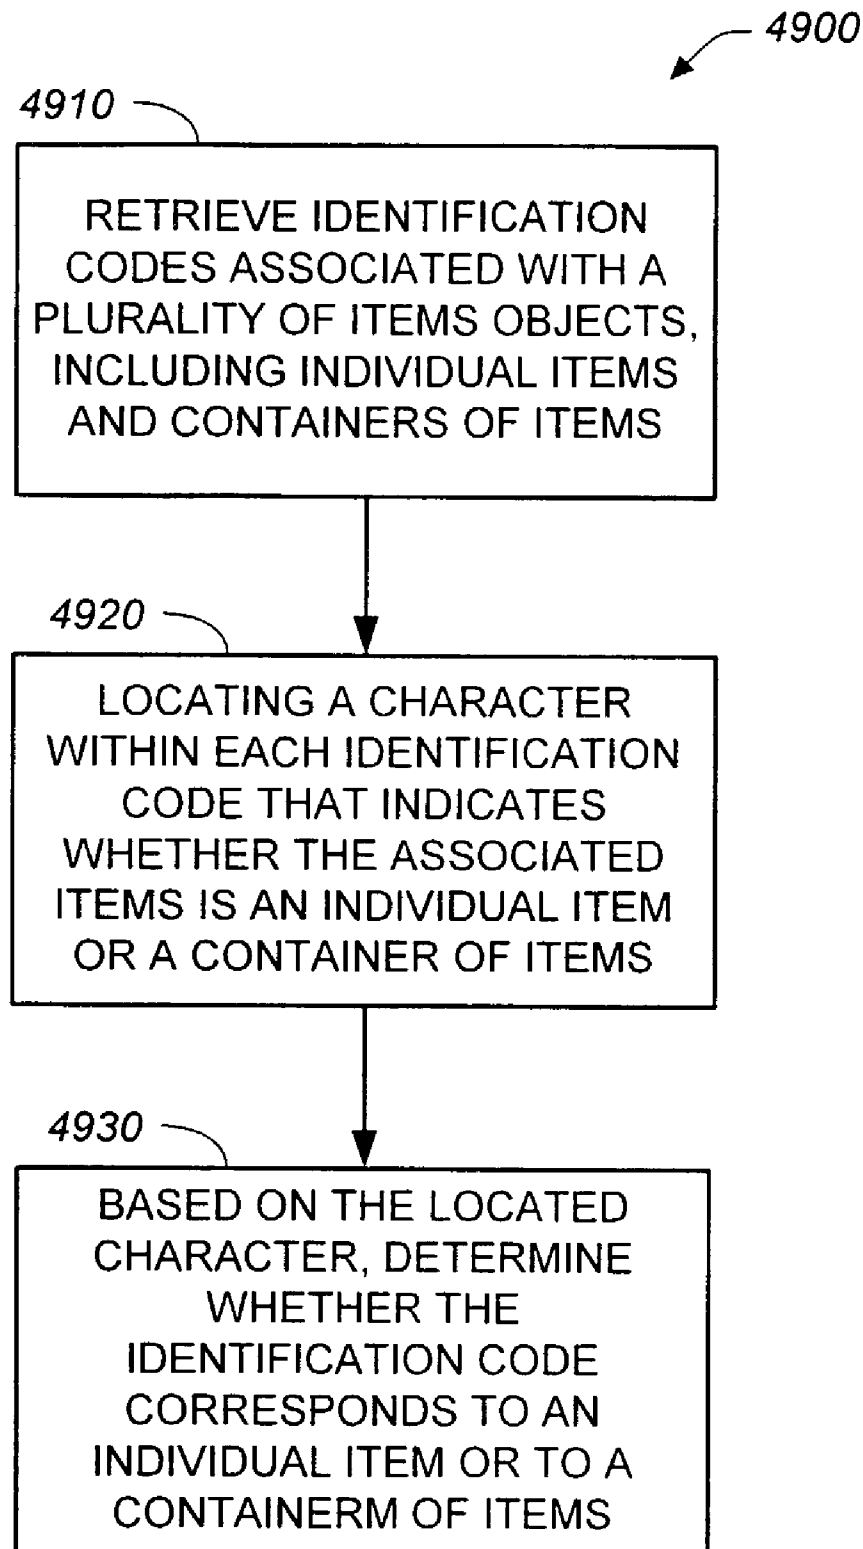 4900
4910
RETRIEVE IDENTIFICATION
CODES ASSOCIATED WITH A
PLURALITY OF ITEMS OBJECTS,
INCLUDING INDIVIDUAL ITEMS
AND CONTAINERS OF ITEMS
4920
LOCATING A CHARACTER
WITHIN EACH IDENTIFICATION
CODE THAT INDICATES
WHETHER THE ASSOCIATED
ITEMS IS AN INDIVIDUAL ITEM
OR A CONTAINER OF ITEMS
4930
BASED ON THE LOCATED
CHARACTER, DETERMINE
WHETHER THE
IDENTIFICATION CODE
CORRESPONDS TO AN
INDIVIDUAL ITEM OR TO A
CONTAINERM OF ITEMS